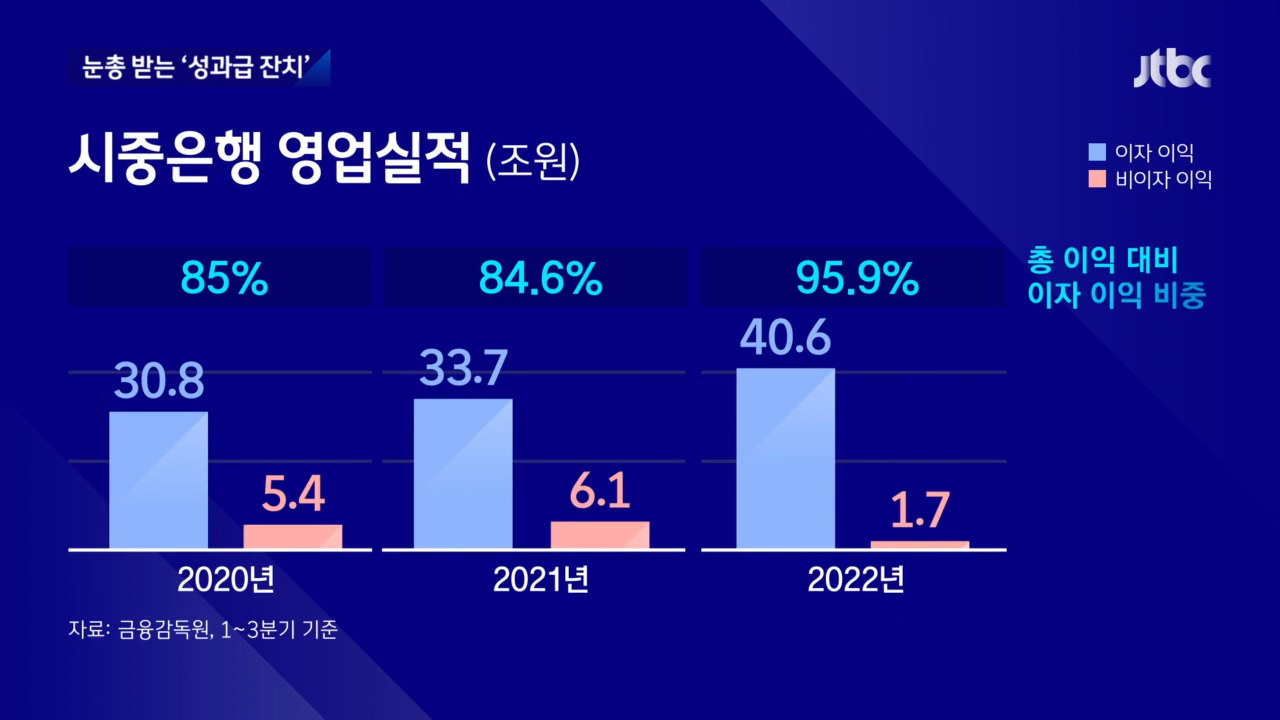 눈총 받는 ‘성과급 잔치’
jtbc
시중은행 영업실적 (조원)
이자 이익
비이자 이익
85%
84.6%
95.9%
총 이익 대비
이자 이익 비중
30.8
5.4
33.7
6.1
40.6
1.7
2020년
2021년
2022년
자료: 금융감독원, 1~3분기 기준